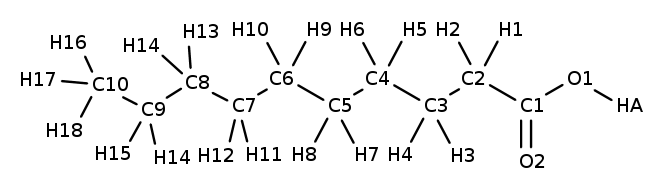 H10 H9 H6 H5 H2 H1
H16 H14 H13
H17 C10 C8 C6 C4 C2 O1
C9 C7 C5 C3 C1 HA
H18
H15 H14 H12 H11 H8 H7 H4 H3 O2